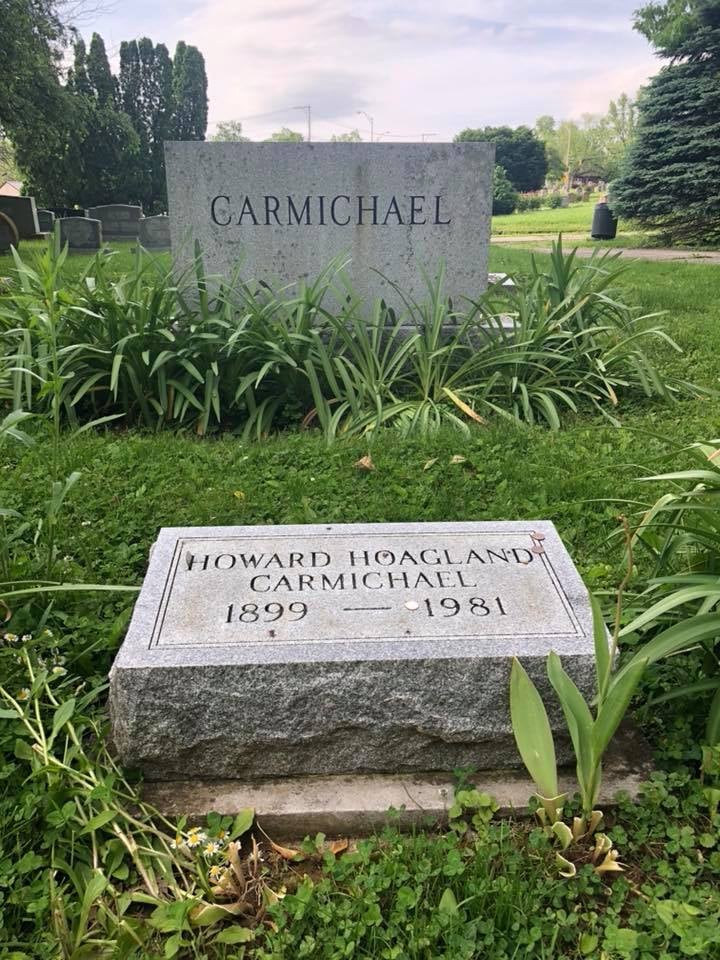 CARMICHAEL
HOWARD HOAGLAND
CARMICHAEL
1899 — 1981